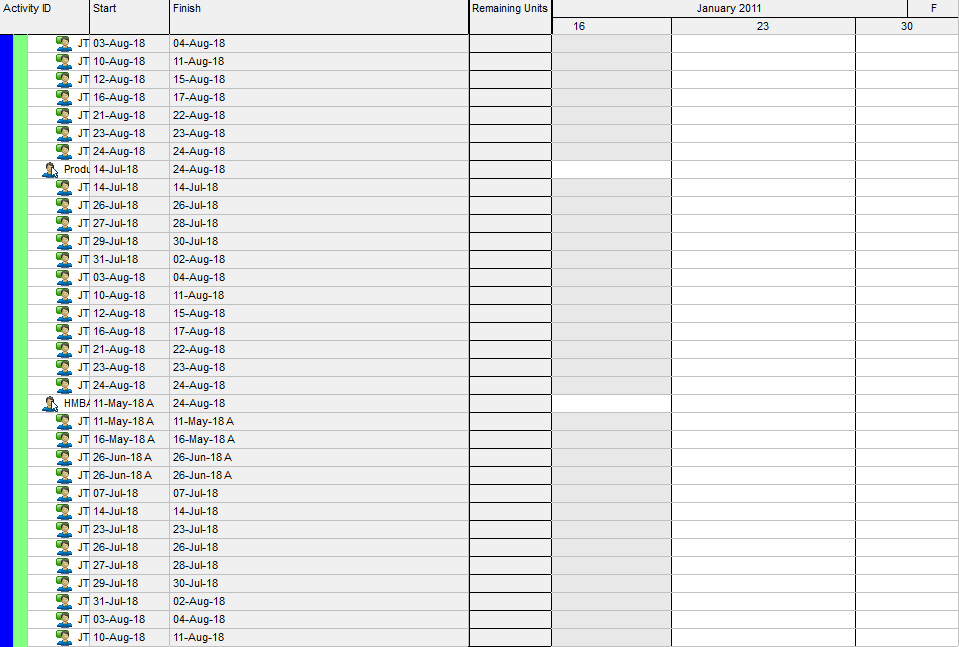 Activity ID Start Finish Remaining Units January 2011 F
16 23 30
JT 03-Aug-18 04-Aug-18
JT 10-Aug-18 11-Aug-18
JT 12-Aug-18 15-Aug-18
JT 16-Aug-18 17-Aug-18
JT 21-Aug-18 22-Aug-18
JT 23-Aug-18 23-Aug-18
JT 24-Aug-18 24-Aug-18
Produ 14-Jul-18 24-Aug-18
JT 14-Jul-18 14-Jul-18
JT 26-Jul-18 26-Jul-18
JT 27-Jul-18 28-Jul-18
JT 29-Jul-18 30-Jul-18
JT 31-Jul-18 02-Aug-18
JT 03-Aug-18 04-Aug-18
JT 10-Aug-18 11-Aug-18
JT 12-Aug-18 15-Aug-18
JT 16-Aug-18 17-Aug-18
JT 21-Aug-18 22-Aug-18
JT 23-Aug-18 23-Aug-18
JT 24-Aug-18 24-Aug-18
HMBA 11-May-18 A 24-Aug-18
JT 11-May-18 A 11-May-18 A
JT 16-May-18 A 16-May-18 A
JT 26-Jun-18 A 26-Jun-18 A
JT 26-Jun-18 A 26-Jun-18 A
JT 07-Jul-18 07-Jul-18
JT 14-Jul-18 14-Jul-18
JT 23-Jul-18 23-Jul-18
JT 26-Jul-18 26-Jul-18
JT 27-Jul-18 28-Jul-18
JT 29-Jul-18 30-Jul-18
JT 31-Jul-18 02-Aug-18
JT 03-Aug-18 04-Aug-18
JT 10-Aug-18 11-Aug-18